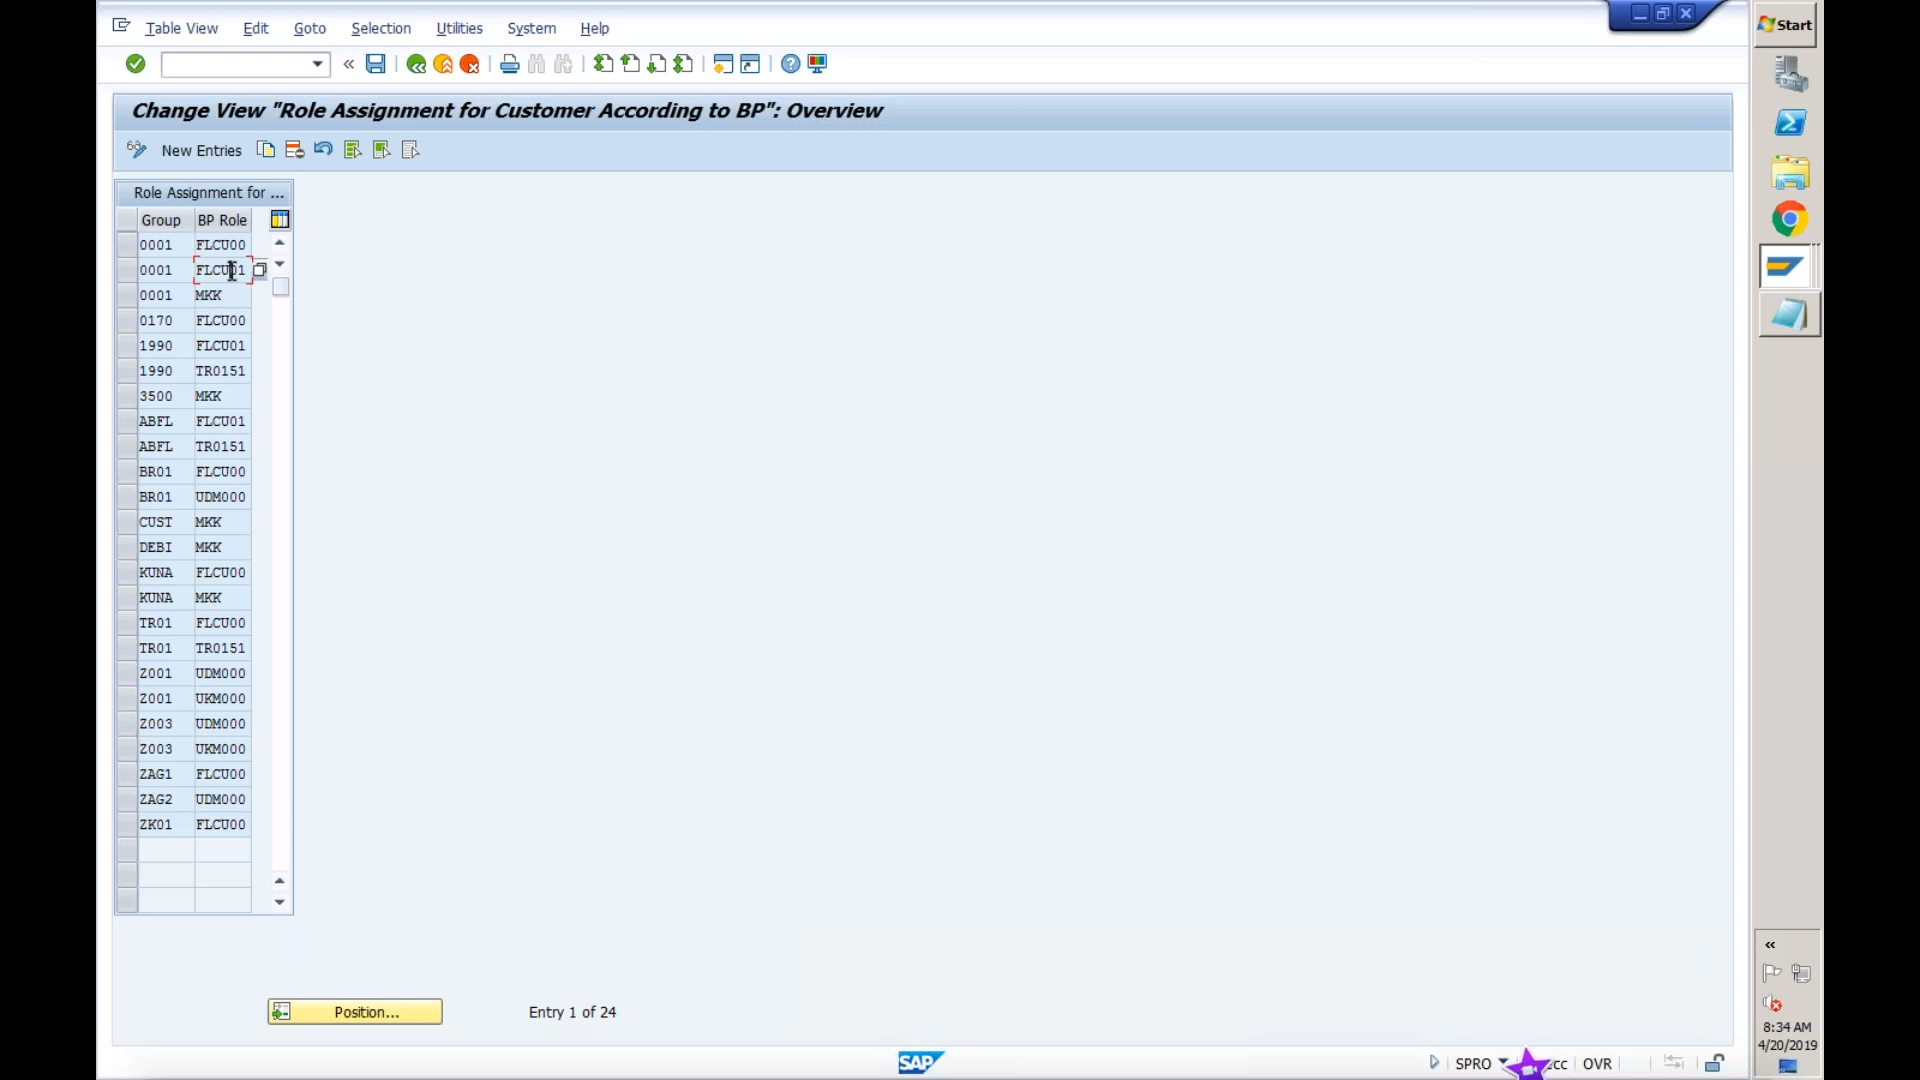 Table View Edit Goto Selection Utilities System Help
Start
Change View "Role Assignment for Customer According to BP": Overview
New Entries
Role Assignment for ...
Group BP Role
0001 FLCU00
0001 FLCU01
0001 MKK
0170 FLCU00
1990 FLCU01
1990 TR0151
3500 MKK
ABFL FLCU01
ABFL TR0151
BR01 FLCU00
BR01 UDM000
CUST MKK
DEBI MKK
KUNA FLCU00
KUNA MKK
TR01 FLCU00
TR01 TR0151
Z001 UDM000
Z001 UKM000
Z003 UDM000
Z003 UKM000
ZAG1 FLCU00
ZAG2 UDM000
ZK01 FLCU00
Position... Entry 1 of 24
8:34 AM
4/20/2019
SAP SPRO OVR